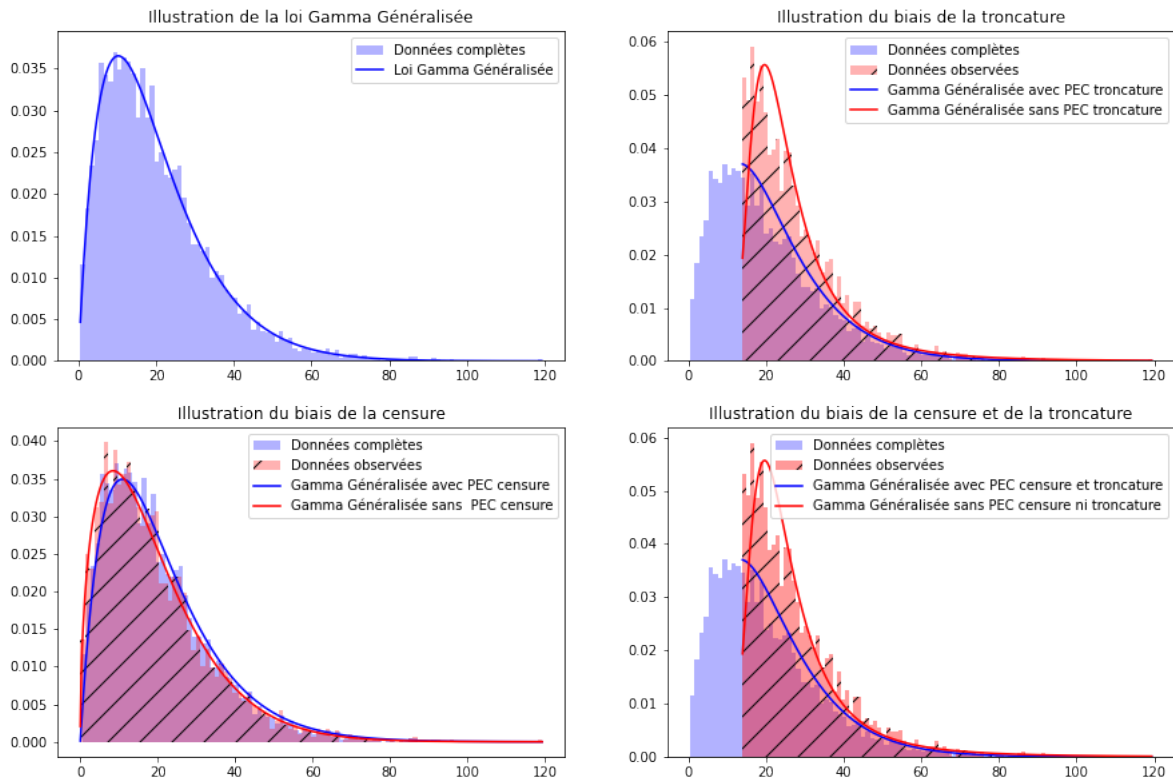 Illustration de la loi Gamma Généralisée
Données complètes
Loi Gamma Généralisée
0.035
0.030
0.025
0.020
0.015
0.010
0.005
0.000
0 20 40 60 80 100 120
Illustration du biais de la troncature
Données complètes
Données observées
Gamma Généralisée avec PEC troncature
Gamma Généralisée sans PEC troncature
0.06
0.05
0.04
0.03
0.02
0.01
0.00
0 20 40 60 80 100 120
Illustration du biais de la censure
Données complètes
Données observées
Gamma Généralisée avec PEC censure
Gamma Généralisée sans  PEC censure
0.040
0.035
0.030
0.025
0.020
0.015
0.010
0.005
0.000
0 20 40 60 80 100 120
Illustration du biais de la censure et de la troncature
Données complètes
Données observées
Gamma Généralisée avec PEC censure et troncature
Gamma Généralisée sans PEC censure ni troncature
0.06
0.05
0.04
0.03
0.02
0.01
0.00
0 20 40 60 80 100 120